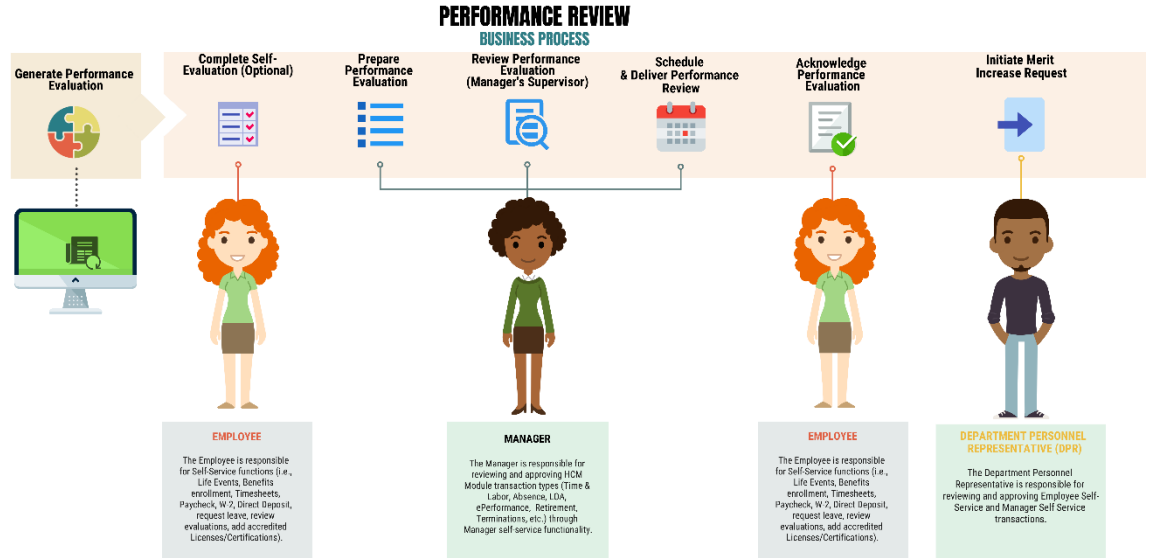 PERFORMANCE REVIEW
BUSINESS PROCESS
Generate Performance
Evaluation
Complete Self-
Evaluation (Optional)
Prepare
Performance
Evaluation
Review Performance
Evaluation
(Manager's Supervisor)
Schedule
& Deliver Performance
Review
Acknowledge
Performance
Evaluation
Initiate Merit
Increase Request
EMPLOYEE
The Employee is responsible
for Self-Service functions (i.e.,
Life Events, Benefits
enrollment, Timesheets,
Paycheck, W-2, Direct Deposit,
request leave, review
evaluations, add accredited
Licenses/Certifications).
MANAGER
The Manager is responsible for
reviewing and approving HCM
Module transaction types (Time &
Labor, Absence, LOA,
ePerformance, Retirement,
Terminations, etc.) through
Manager self-service functionality.
EMPLOYEE
The Employee is responsible
for Self-Service functions (i.e.,
Life Events, Benefits
enrollment, Timesheets,
Paycheck, W-2, Direct Deposit,
request leave, review
evaluations, add accredited
Licenses/Certifications).
DEPARTMENT PERSONNEL
REPRESENTATIVE (DPR)
The Department Personnel
Representative is responsible for
reviewing and approving Employee Self-
Service and Manager Self Service
transactions.